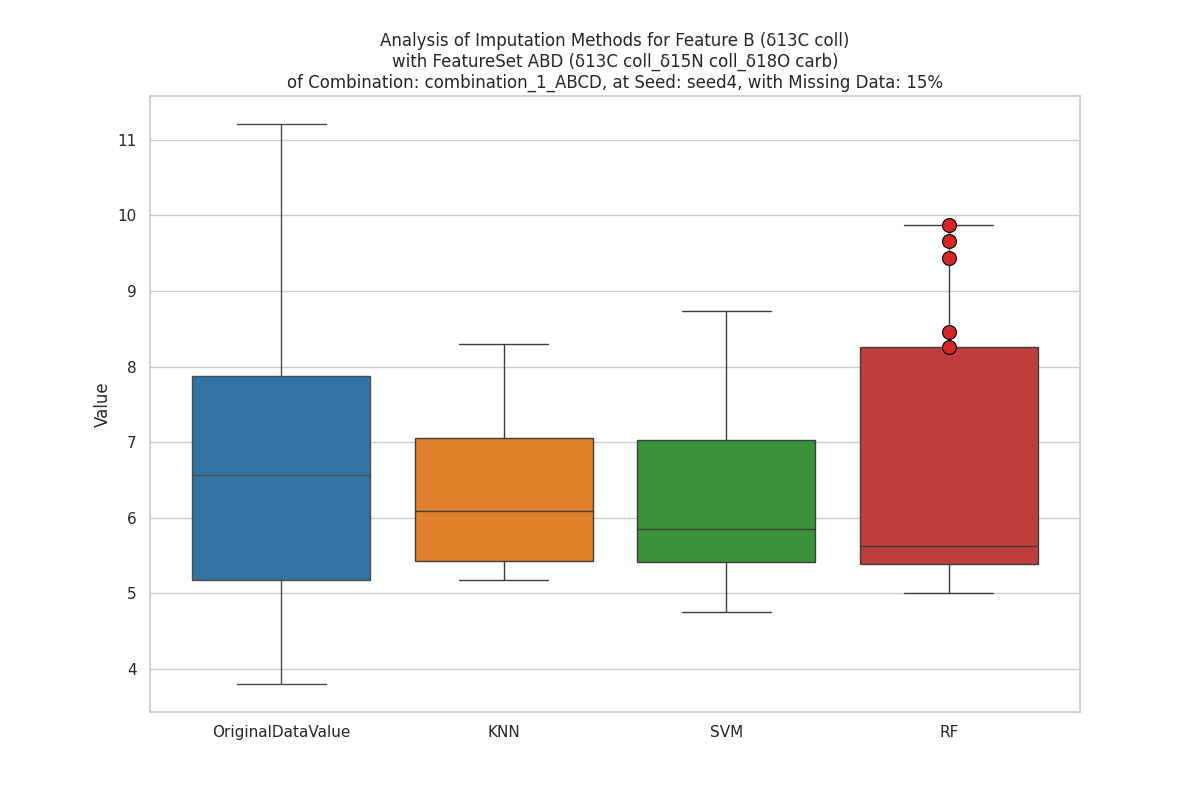 Analysis of Imputation Methods for Feature B (δ13C coll)
with FeatureSet ABD (δ13C coll_δ15N coll_δ18O carb)
of Combination: combination_1_ABCD, at Seed: seed4, with Missing Data: 15%
11
10
9
8
7
6
5
4
Value
OriginalDataValue
KNN
SVM
RF